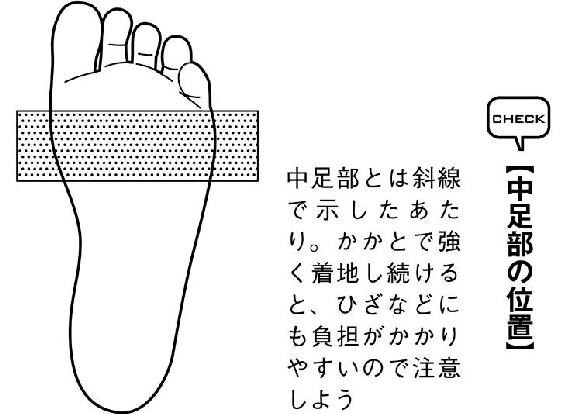 CHECK
【中足部の位置】
中足部とは斜線
で示したあた
り。かかとで強
く着地し続ける
と、ひざなどに
も負担がかかり
やすいので注意
しよう